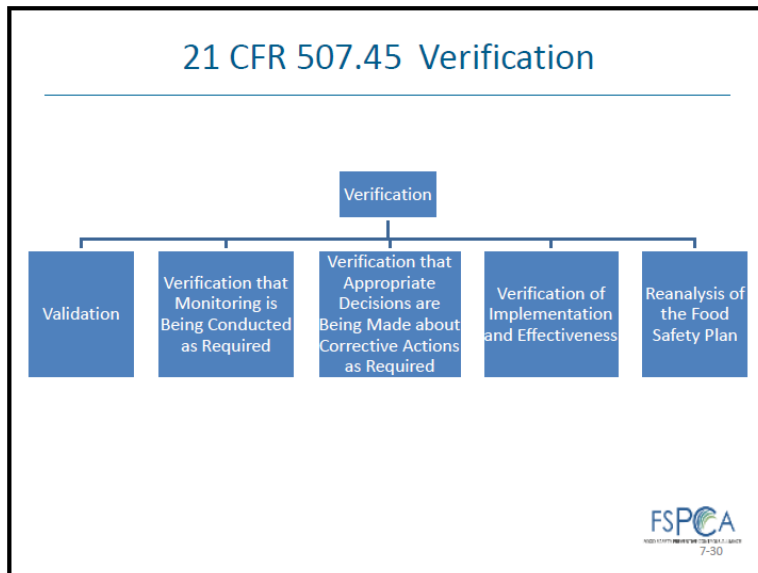 21 CFR 507.45 Verification
Verification
Validation
Verification that
Monitoring is
Being Conducted
as Required
Verification that
Appropriate
Decisions are
Being Made about
Corrective Actions
as Required
Verification of
Implementation
and Effectiveness
Reanalysis of
the Food
Safety Plan
FSPCA
7-30